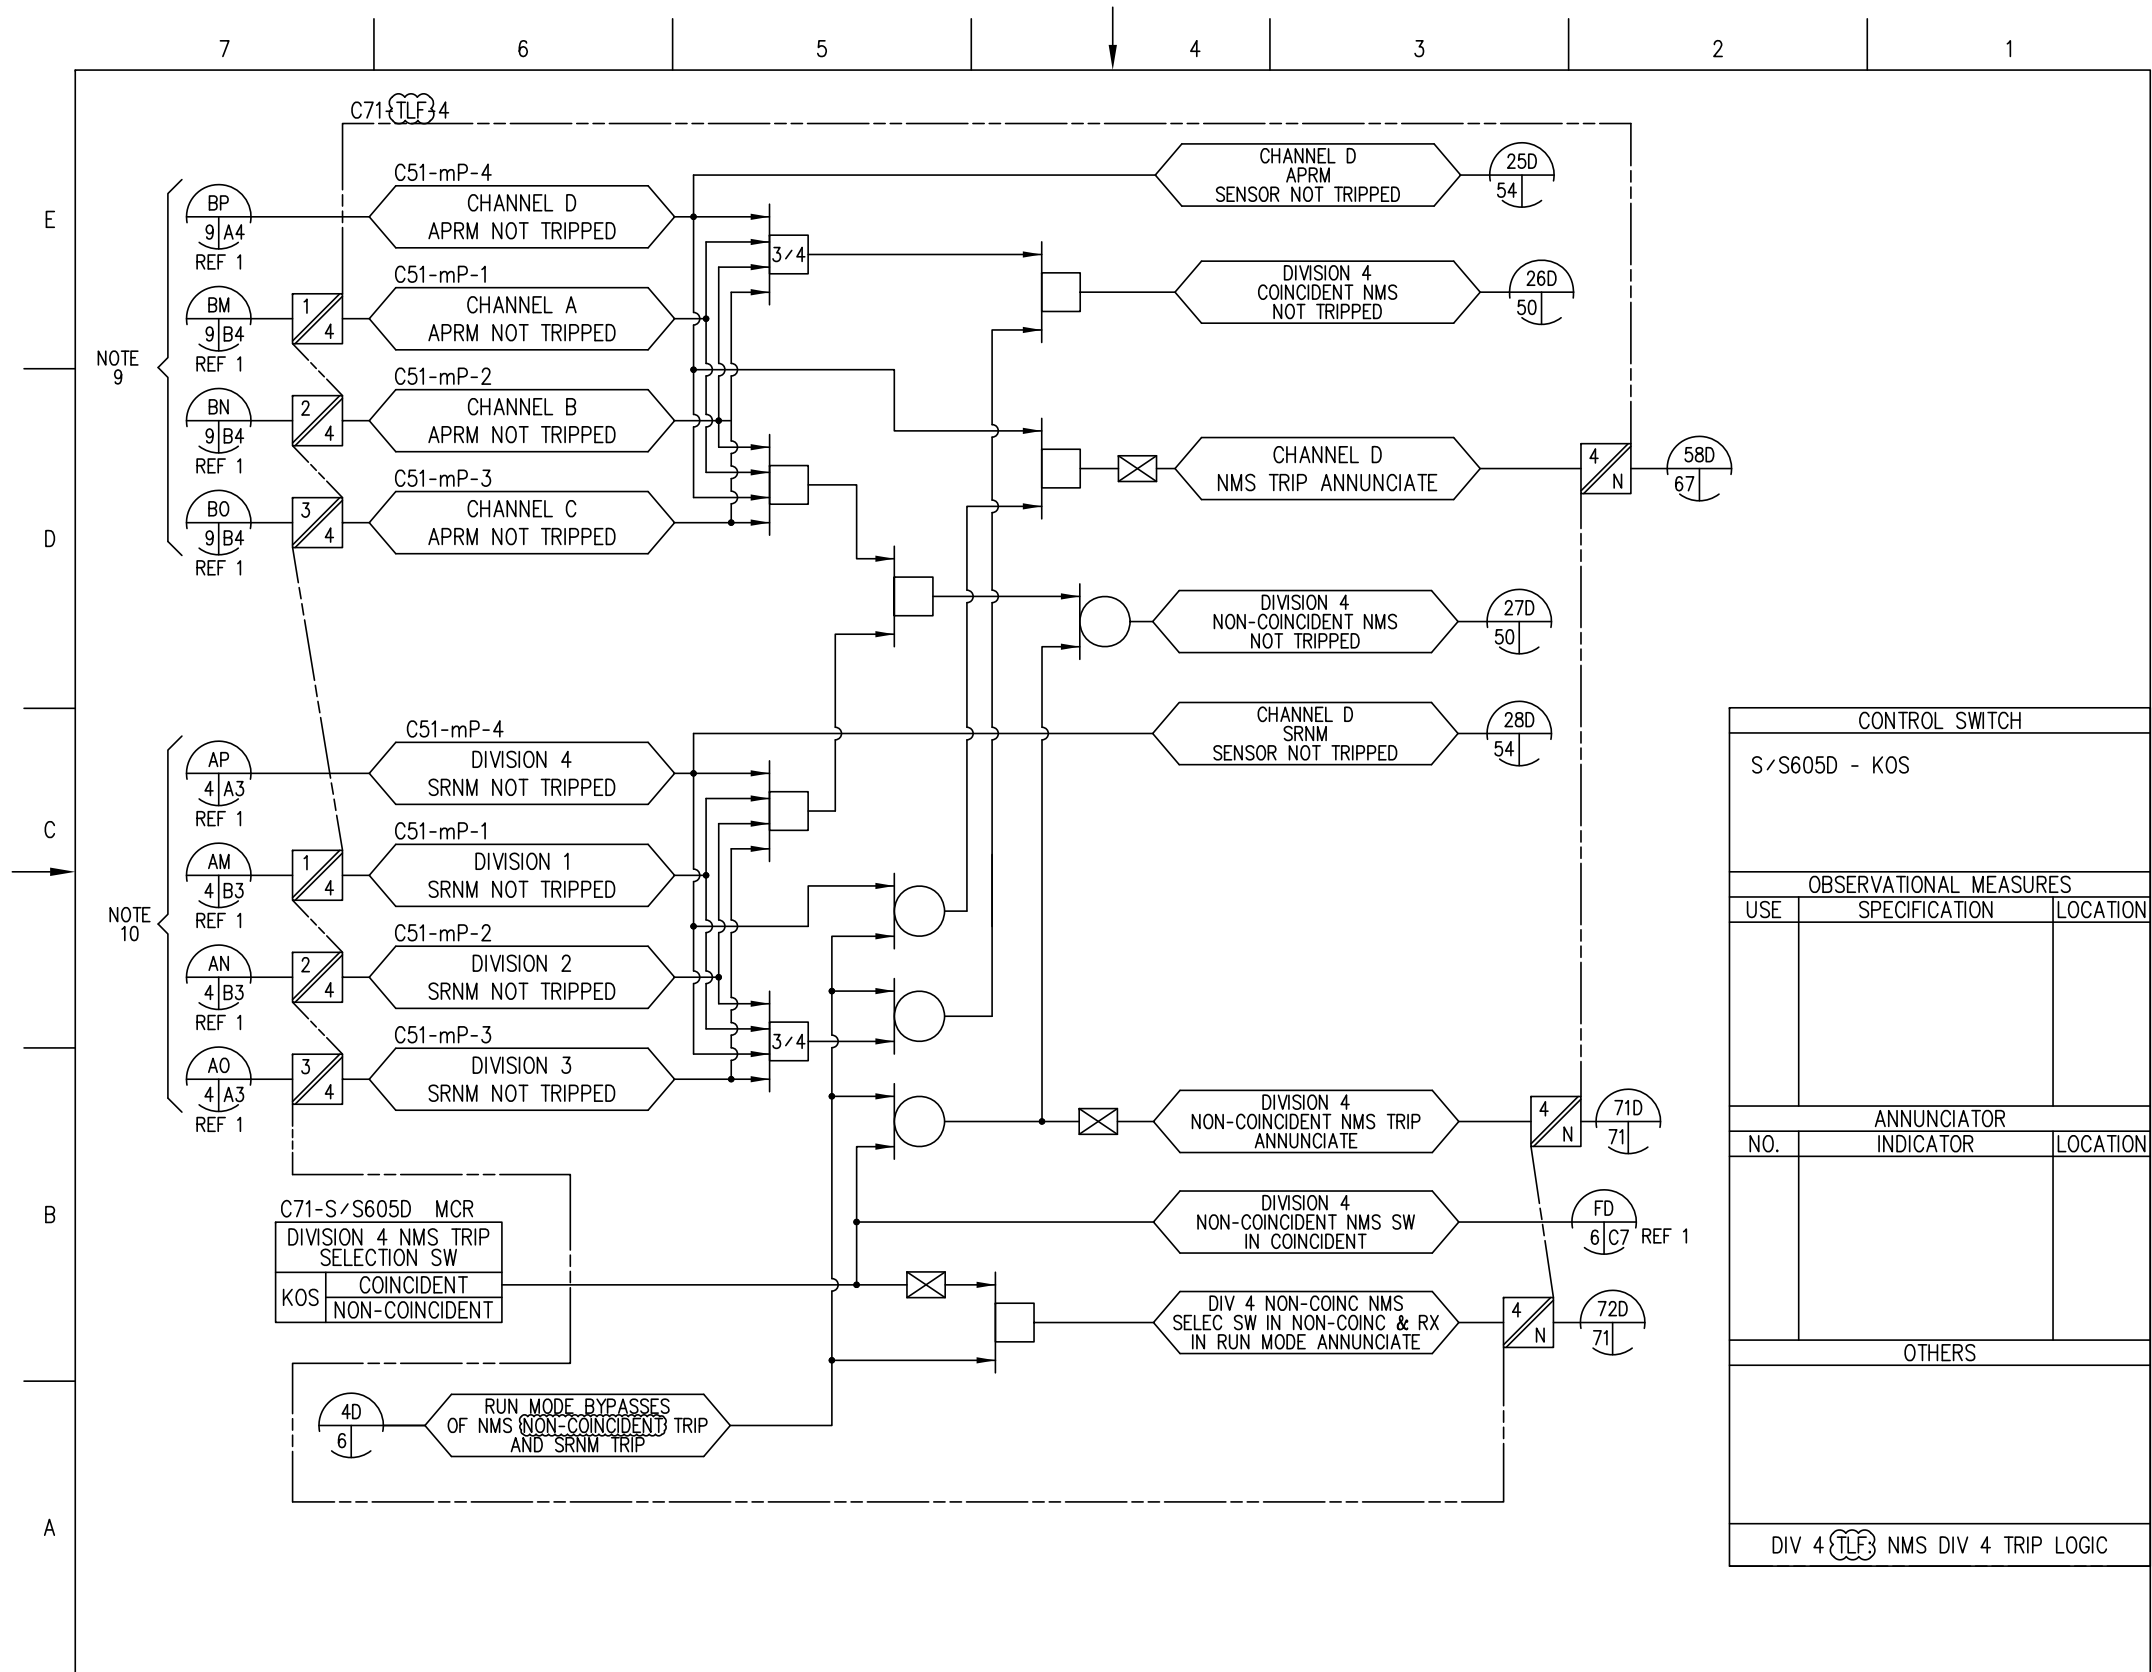 7 6 5 4 3 2 1
E
D
C
B
A
C71-TLF-4
NOTE
9
BP
9 A4
REF 1
C51-mP-4
CHANNEL D
APRM NOT TRIPPED
BM
9 B4
REF 1
1
4
C51-mP-1
CHANNEL A
APRM NOT TRIPPED
BN
9 B4
REF 1
2
4
C51-mP-2
CHANNEL B
APRM NOT TRIPPED
BO
9 B4
REF 1
3
4
C51-mP-3
CHANNEL C
APRM NOT TRIPPED
3/4
CHANNEL D
APRM
SENSOR NOT TRIPPED
25D
54
DIVISION 4
COINCIDENT NMS
NOT TRIPPED
26D
50
CHANNEL D
NMS TRIP ANNUNCIATE
4
N
58D
67
DIVISION 4
NON-COINCIDENT NMS
NOT TRIPPED
27D
50
CHANNEL D
SRNM
SENSOR NOT TRIPPED
28D
54
NOTE
10
AP
4 A3
REF 1
C51-mP-4
DIVISION 4
SRNM NOT TRIPPED
AM
4 B3
REF 1
1
4
C51-mP-1
DIVISION 1
SRNM NOT TRIPPED
AN
4 B3
REF 1
2
4
C51-mP-2
DIVISION 2
SRNM NOT TRIPPED
AO
4 A3
REF 1
3
4
C51-mP-3
DIVISION 3
SRNM NOT TRIPPED
3/4
DIVISION 4
NON-COINCIDENT NMS TRIP
ANNUNCIATE
4
N
71D
71
DIVISION 4
NON-COINCIDENT NMS SW
IN COINCIDENT
FD
6 C7 REF 1
DIV 4 NON-COINC NMS
SELEC SW IN NON-COINC & RX
IN RUN MODE ANNUNCIATE
4
N
72D
71
C71-S/S605D MCR
DIVISION 4 NMS TRIP
SELECTION SW
KOS
COINCIDENT
NON-COINCIDENT
4D
6
RUN MODE BYPASSES
OF NMS NON-COINCIDENT TRIP
AND SRNM TRIP
CONTROL SWITCH
S/S605D - KOS
OBSERVATIONAL MEASURES
USE SPECIFICATION LOCATION
ANNUNCIATOR
NO. INDICATOR LOCATION
OTHERS
DIV 4 TLF: NMS DIV 4 TRIP LOGIC